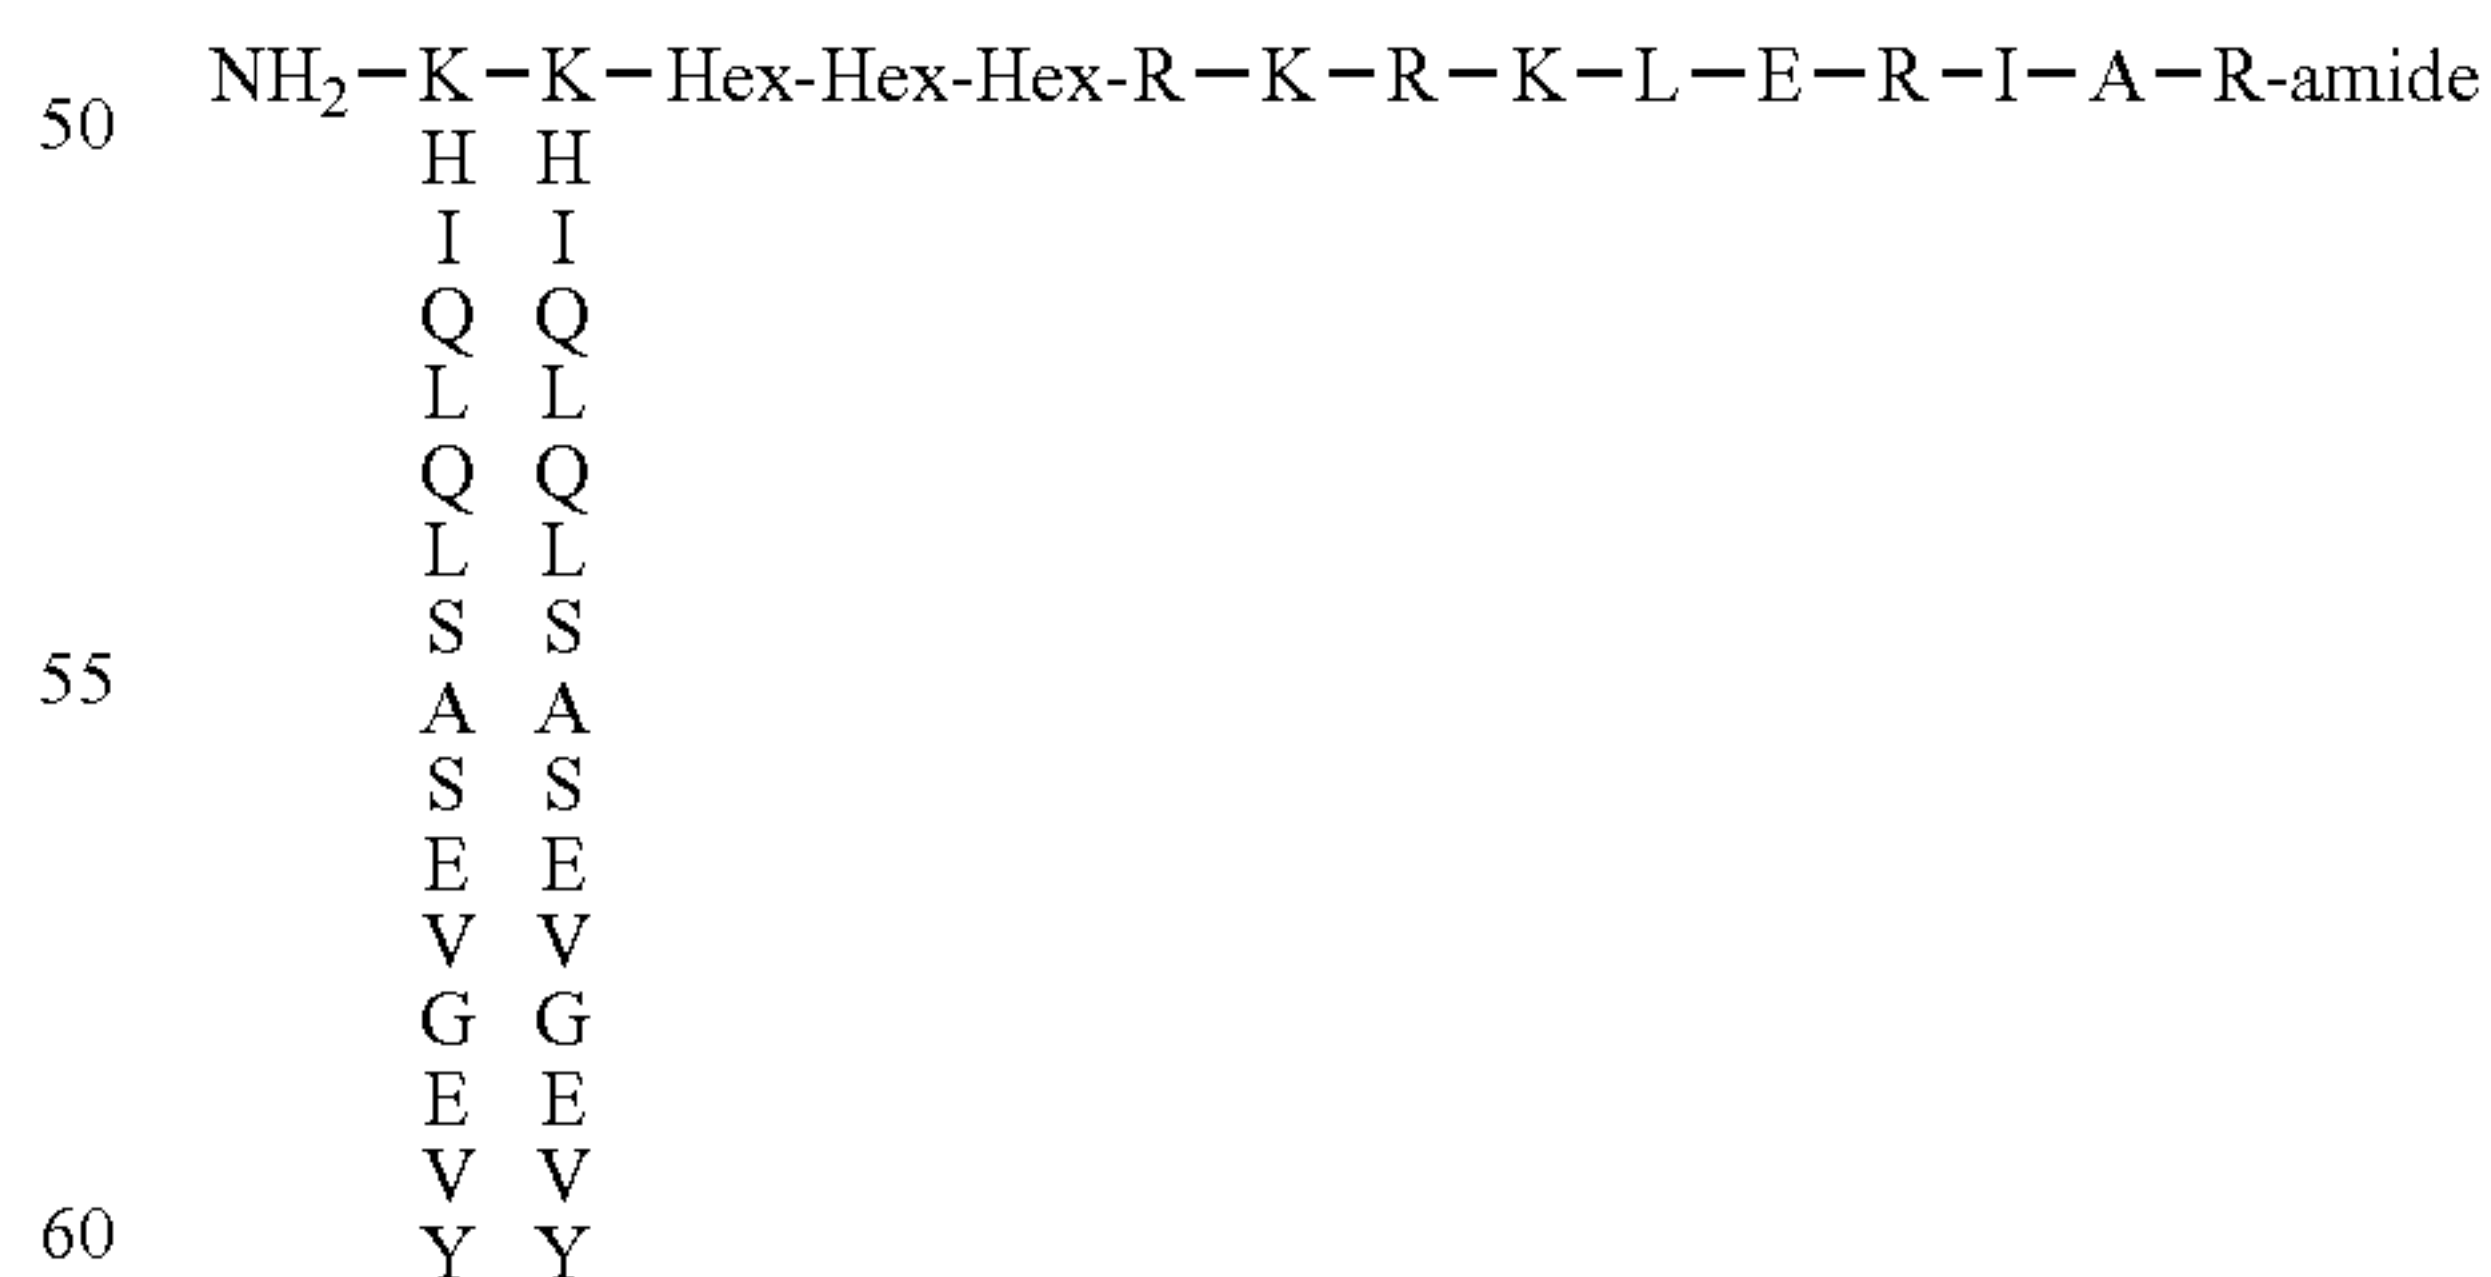 NH2–K–K–Hex-Hex-Hex-R–K–R–K–L–E–R–I–A–R-amide
50
H H
I I
Q Q
L L
Q Q
L L
S S
55
A A
S S
E E
V V
G G
E E
V V
60
Y Y